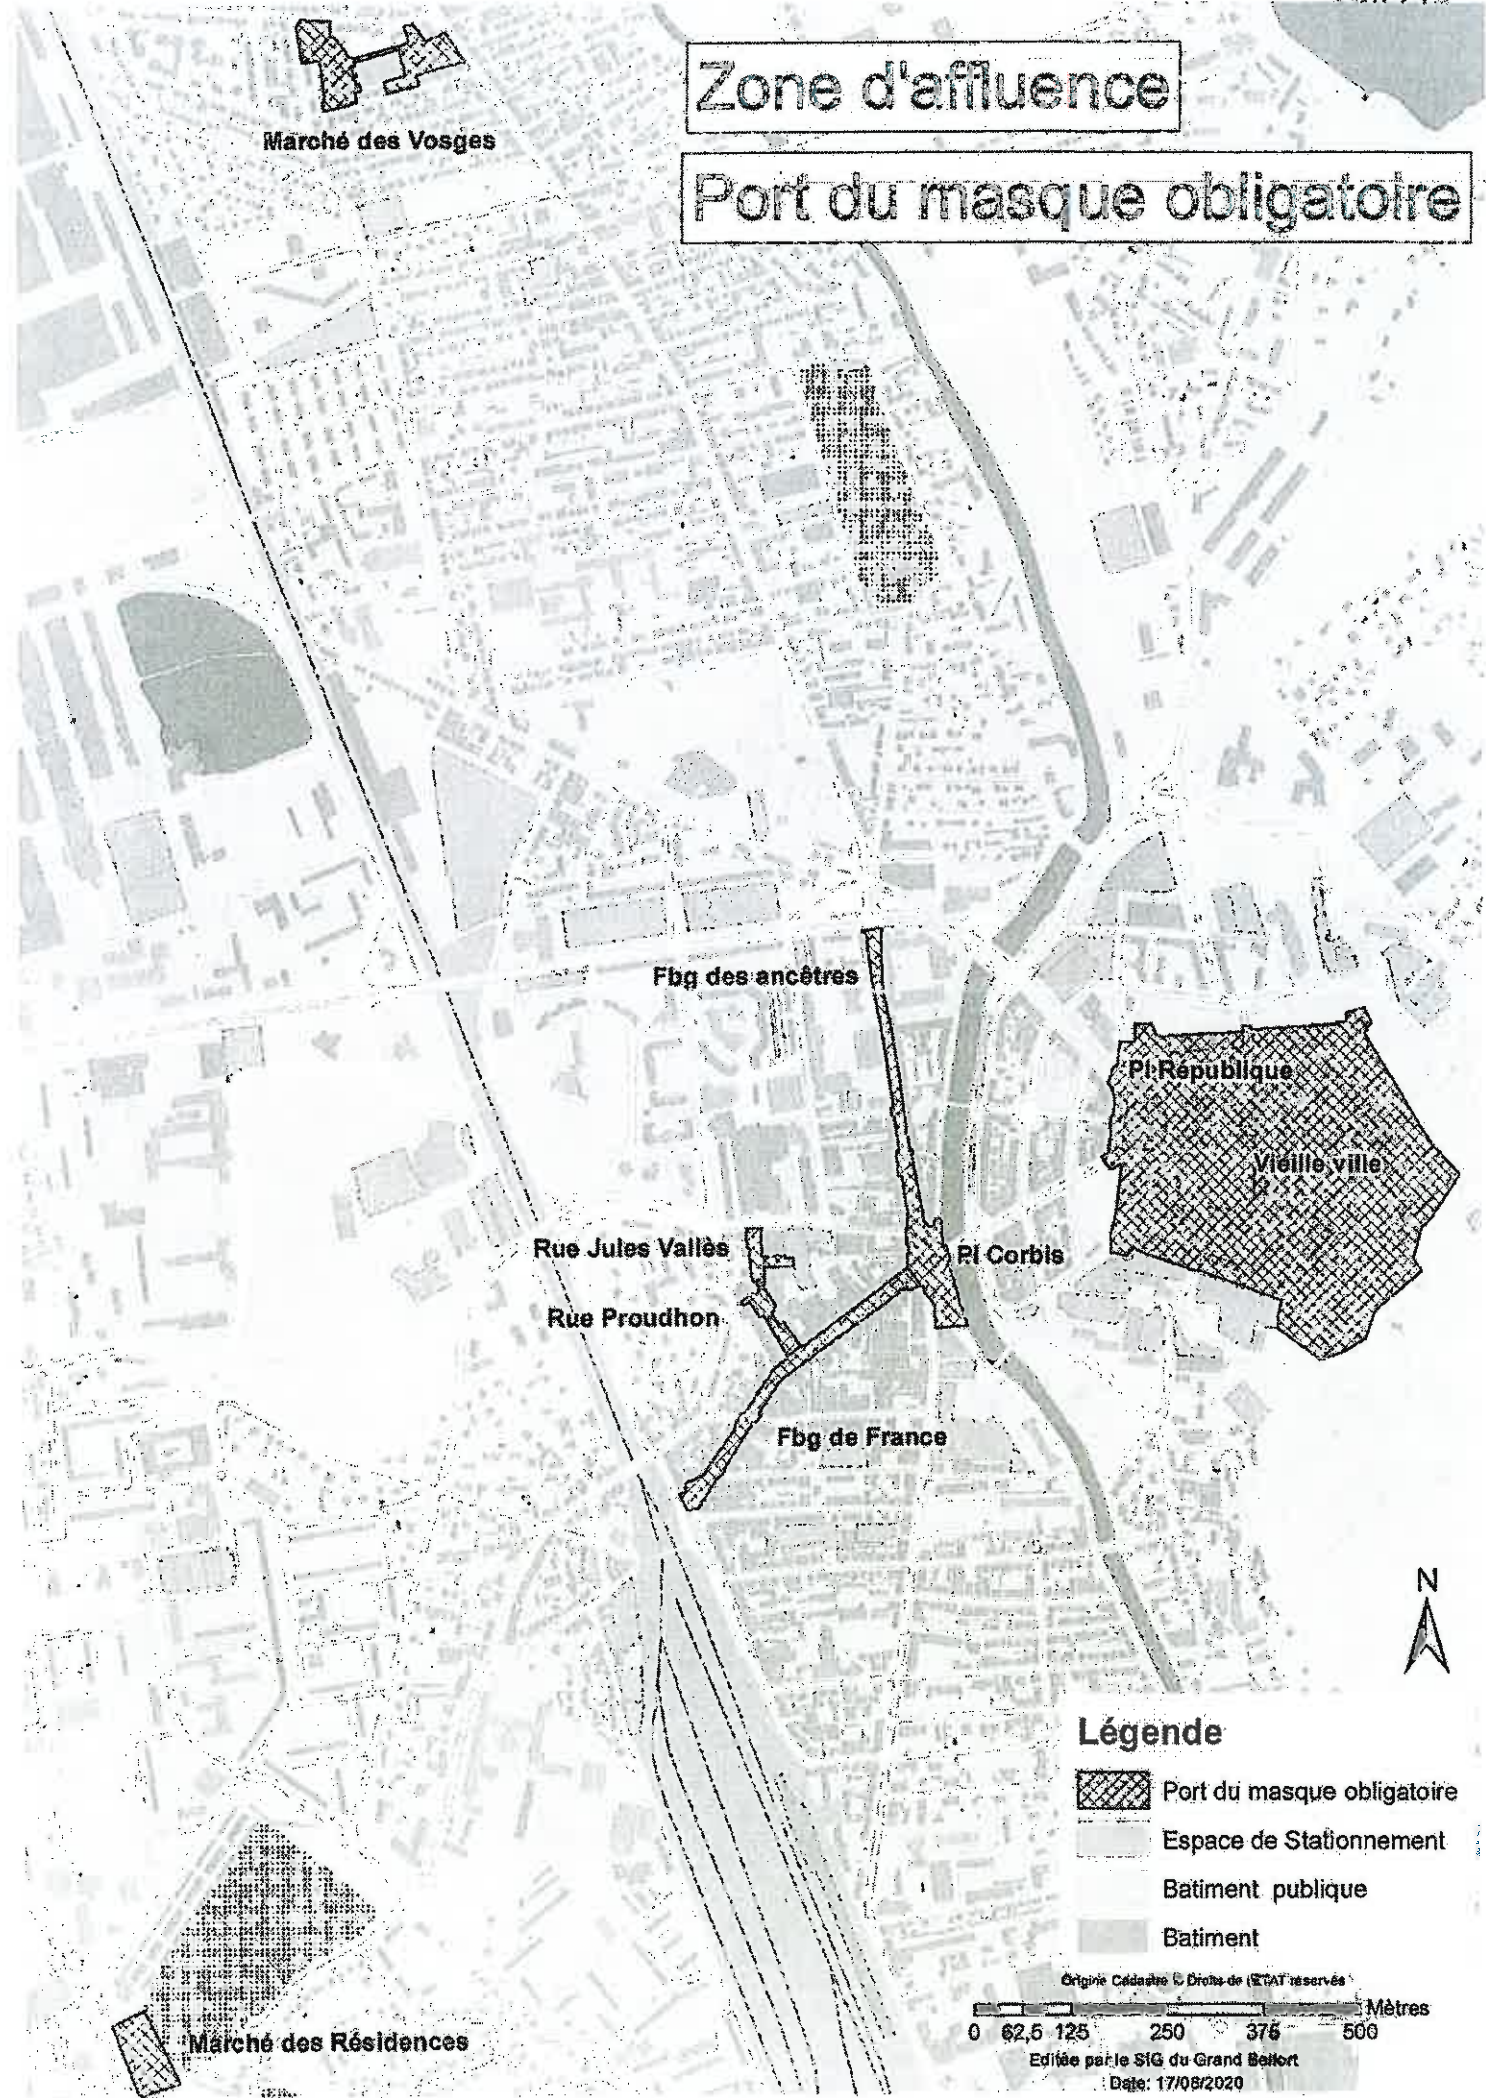 Zone d'affluence
Port du masque obligatoire
Marché des Vosges
Fbg des ancêtres
Pl République
Vieille ville
Rue Jules Vallès
Pl Corbis
Rue Proudhon
Fbg de France
N
Légende
Port du masque obligatoire
Espace de Stationnement
Batiment publique
Batiment
Origine Cadastre © Droits de l'ETAT réservés
Mètres
0 62,5 125 250 375 500
Editée par le SIG du Grand Belfort
Date: 17/08/2020
Marché des Résidences